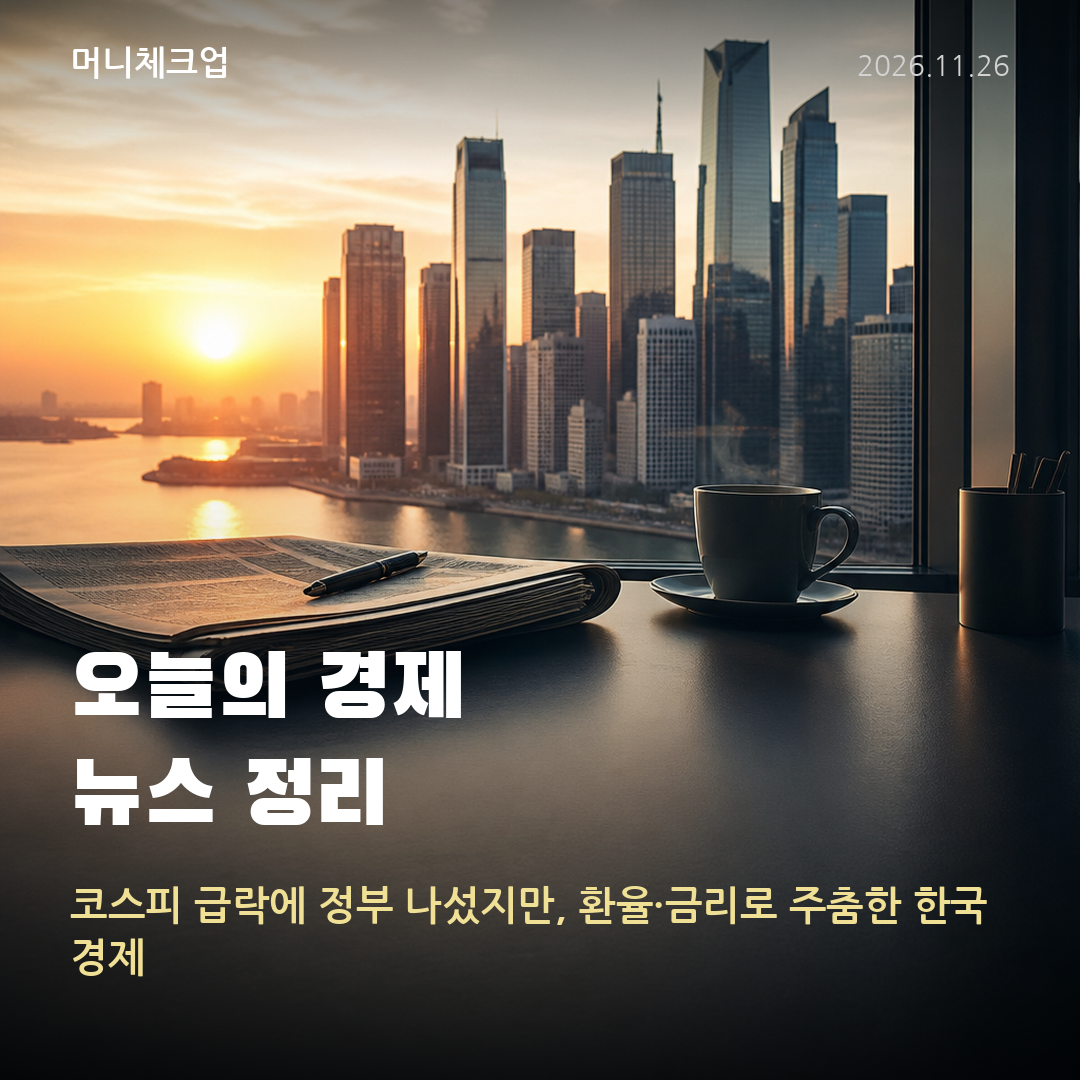 머니체크업
2026.11.26
오늘의 경제
뉴스 정리
코스피 급락에 정부 나섰지만, 환율·금리로 주춤한 한국
경제